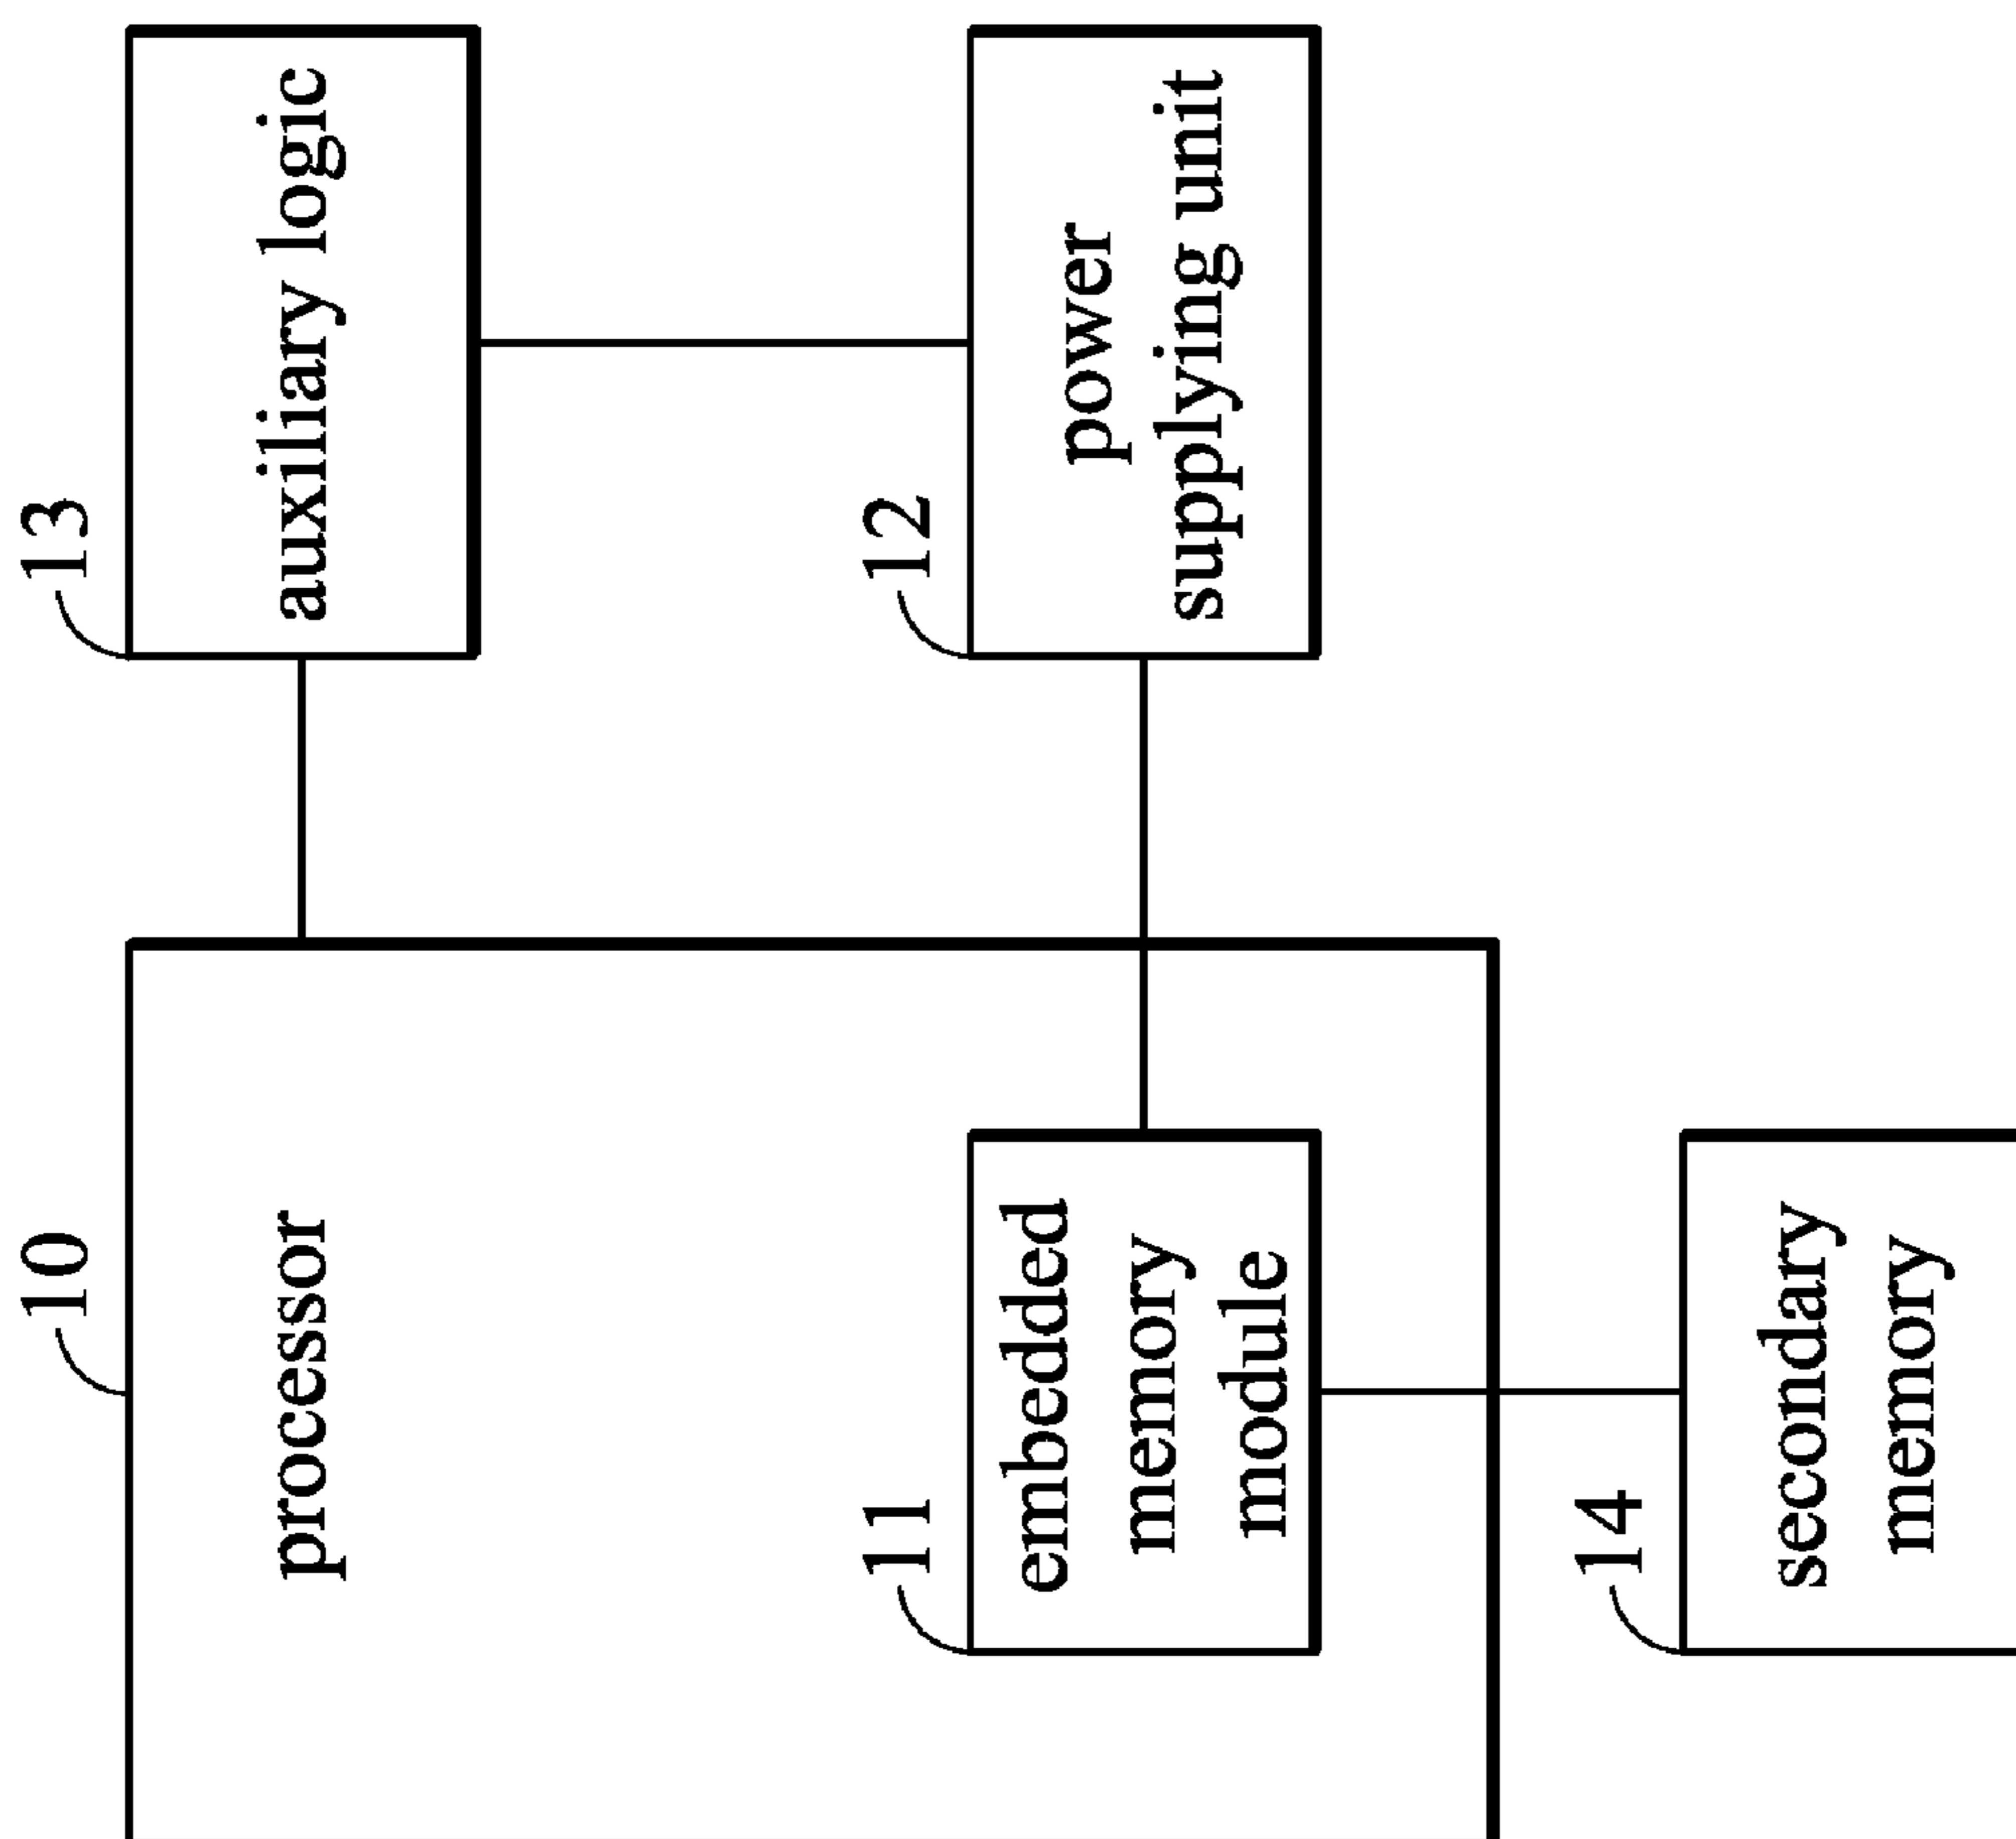 10
processor
13
auxiliary logic
11
embedded
memory
module
12
power
supplying unit
14
secondary
memory